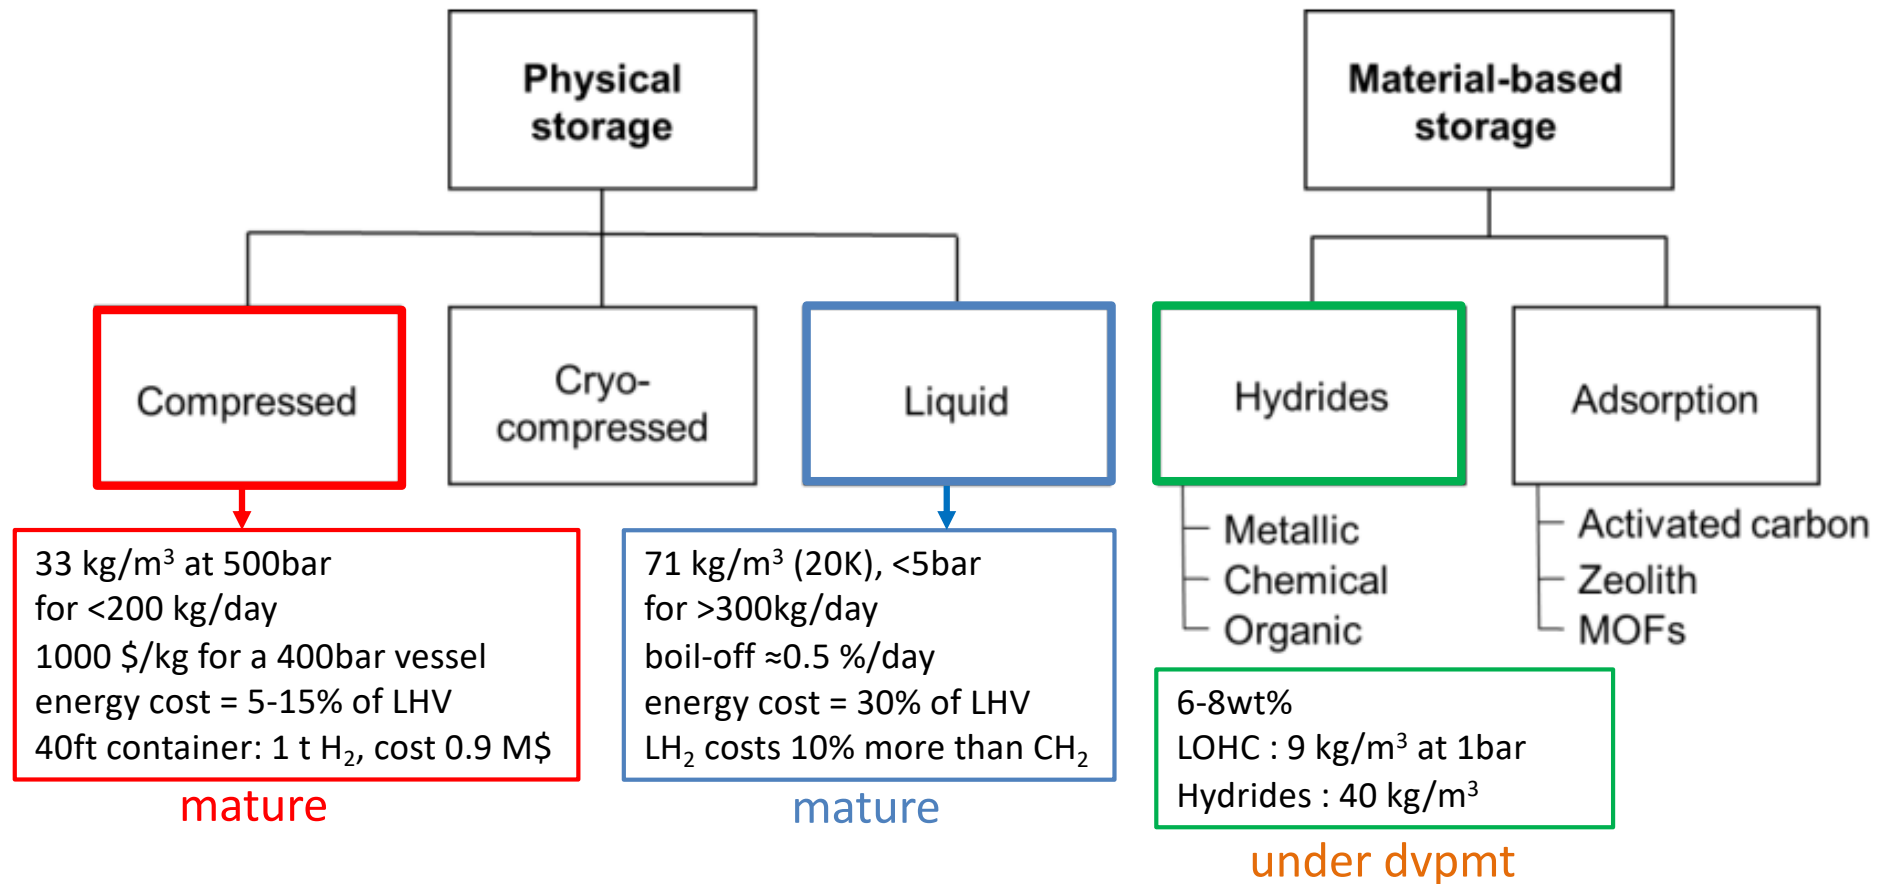 Physical
storage
Material-based
storage
Compressed
Cryo-
compressed
Liquid
Hydrides
Adsorption
Metallic
Chemical
Organic
Activated carbon
Zeolith
MOFs
33 kg/m³ at 500bar
for <200 kg/day
1000 $/kg for a 400bar vessel
energy cost = 5-15% of LHV
40ft container: 1 t H₂, cost 0.9 M$
mature
71 kg/m³ (20K), <5bar
for >300kg/day
boil-off ≈0.5 %/day
energy cost = 30% of LHV
LH₂ costs 10% more than CH₂
mature
6-8wt%
LOHC : 9 kg/m³ at 1bar
Hydrides : 40 kg/m³
under dvpmt